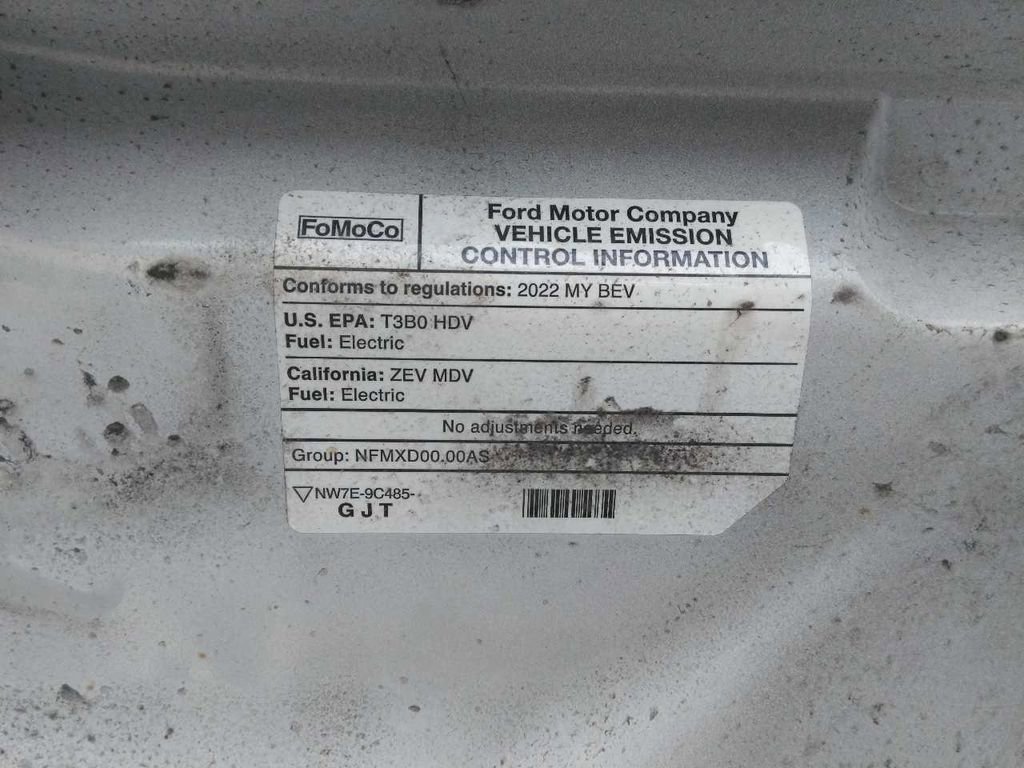 FoMoCo
Ford Motor Company
VEHICLE EMISSION
CONTROL INFORMATION
Conforms to regulations: 2022 MY BEV
U.S. EPA: T3B0 HDV
Fuel: Electric
California: ZEV MDV
Fuel: Electric
No adjustments needed.
Group: NFMXD00.00AS
NW7E-9C485-
G J T